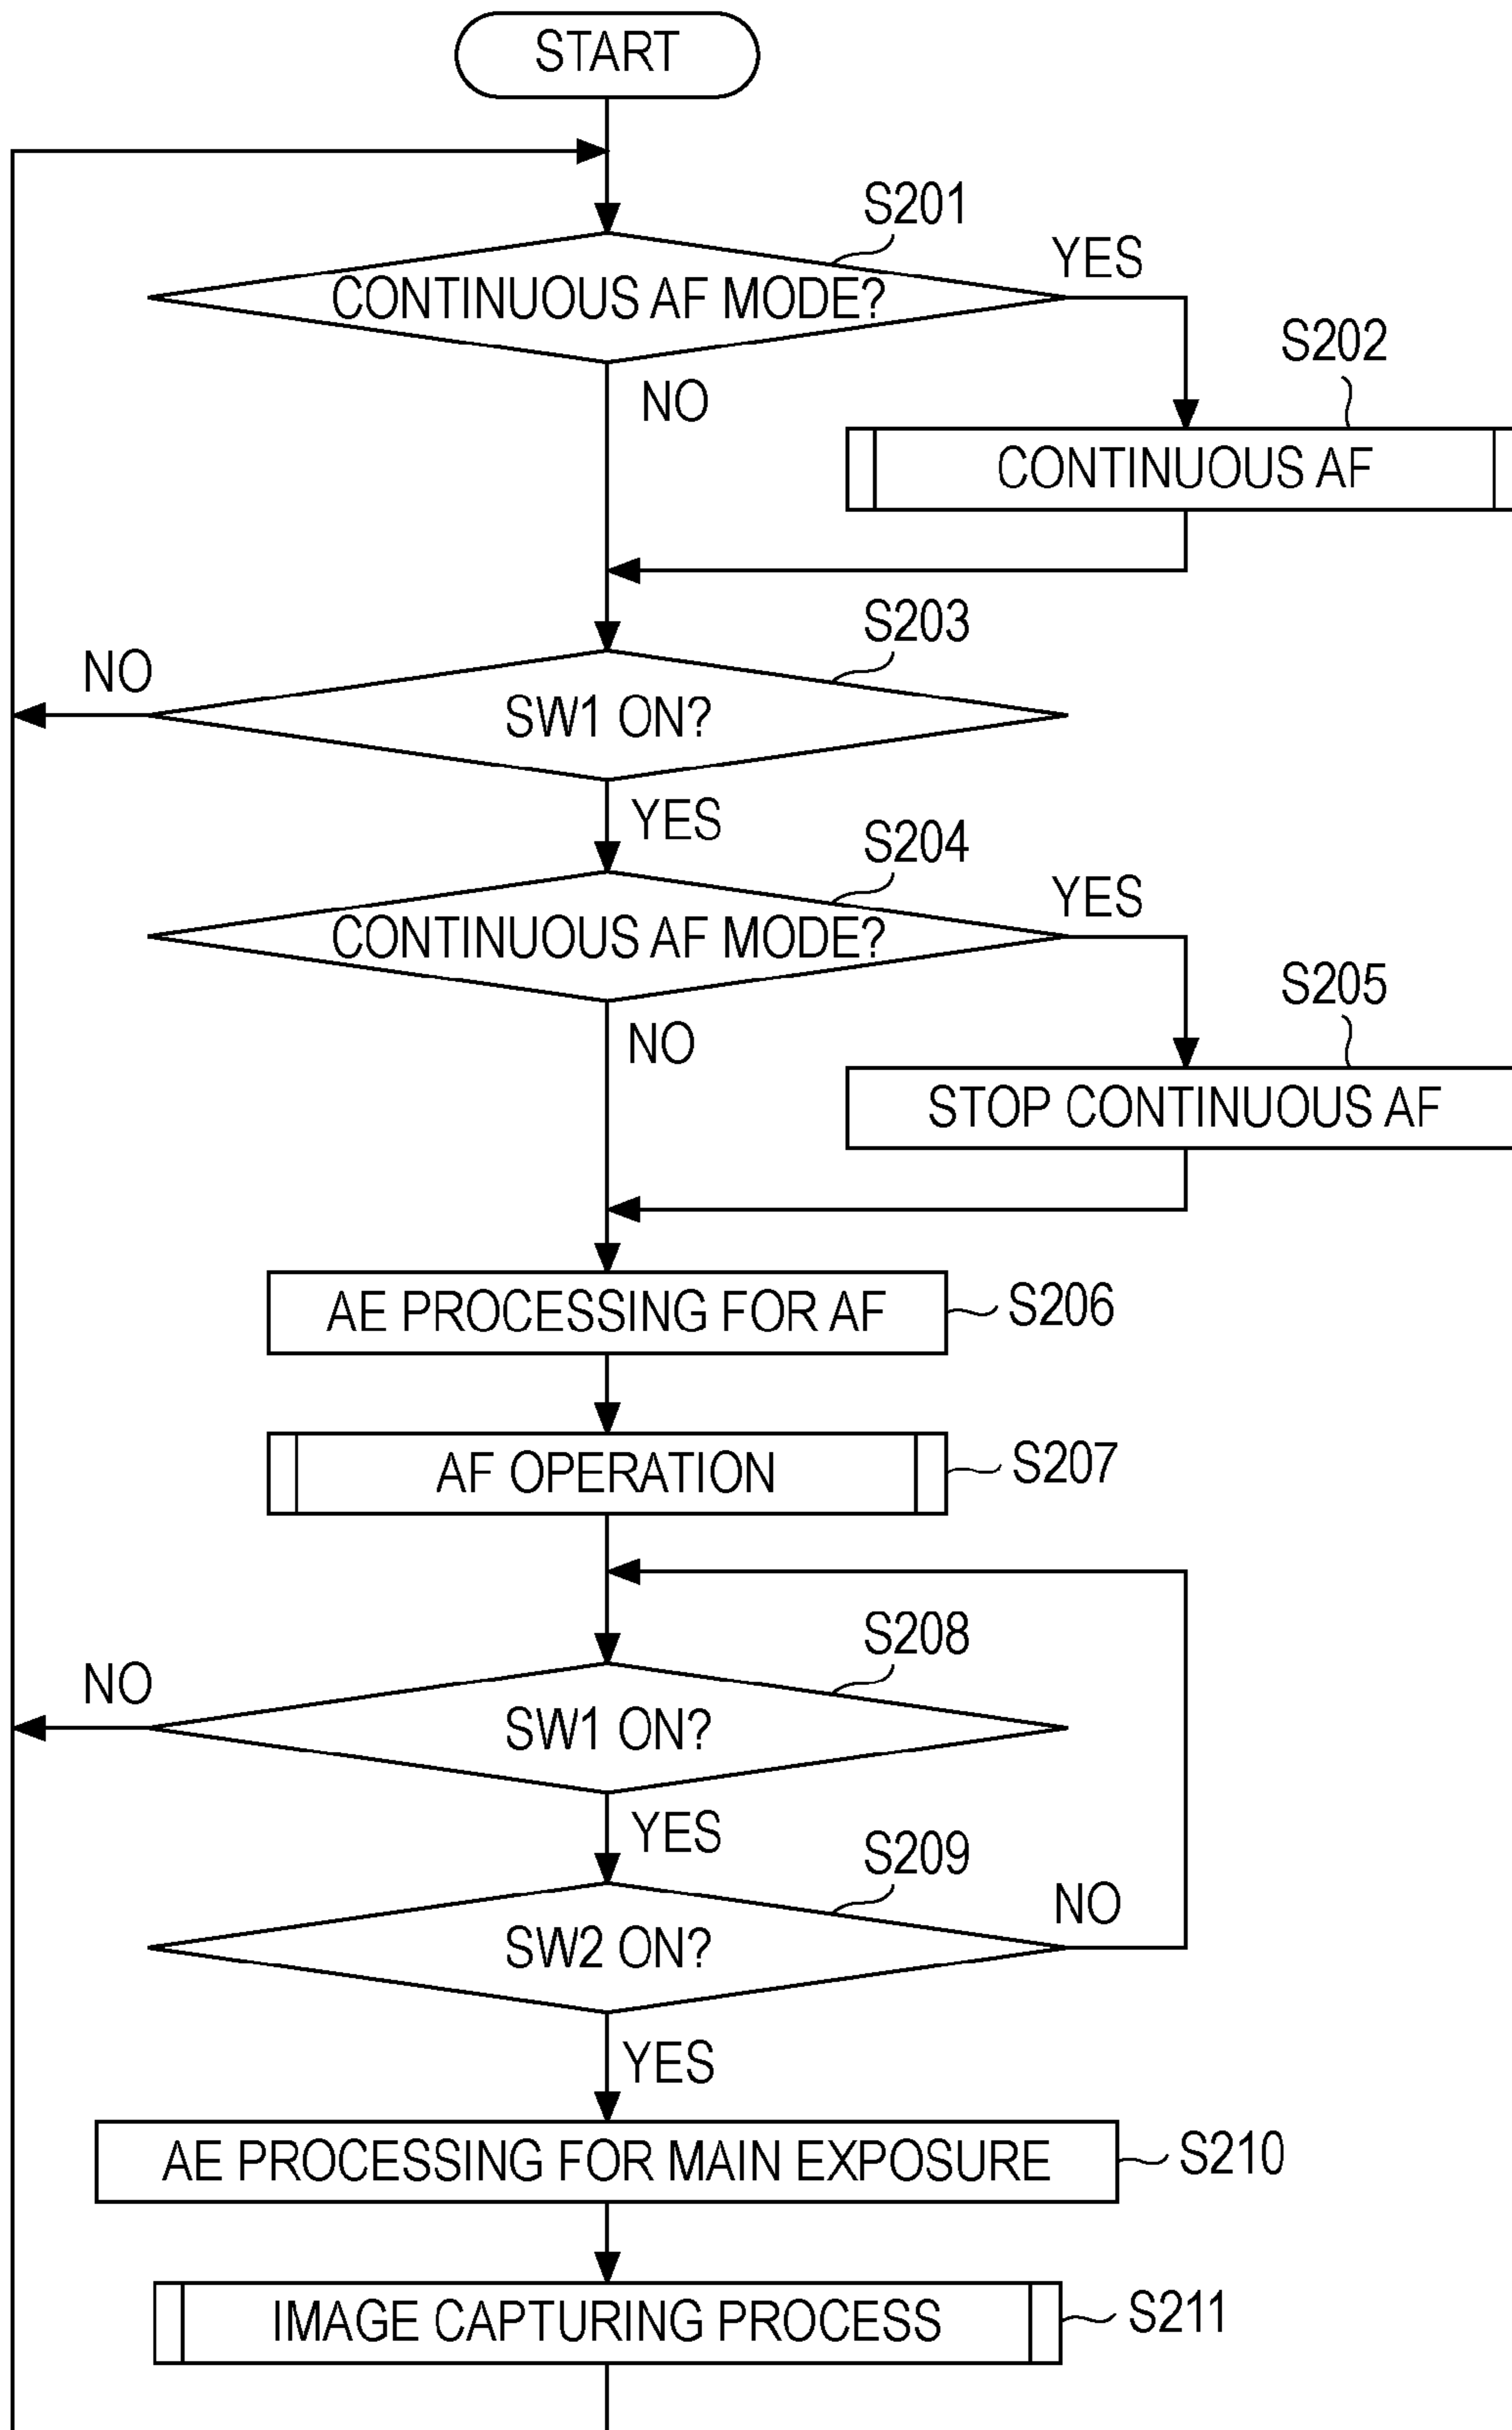 START
S201
CONTINUOUS AF MODE?
YES
NO
S202
CONTINUOUS AF
S203
NO
SW1 ON?
YES
S204
CONTINUOUS AF MODE?
YES
NO
S205
STOP CONTINUOUS AF
AE PROCESSING FOR AF
S206
AF OPERATION
S207
S208
NO
SW1 ON?
YES
S209
SW2 ON?
NO
YES
AE PROCESSING FOR MAIN EXPOSURE
S210
IMAGE CAPTURING PROCESS
S211